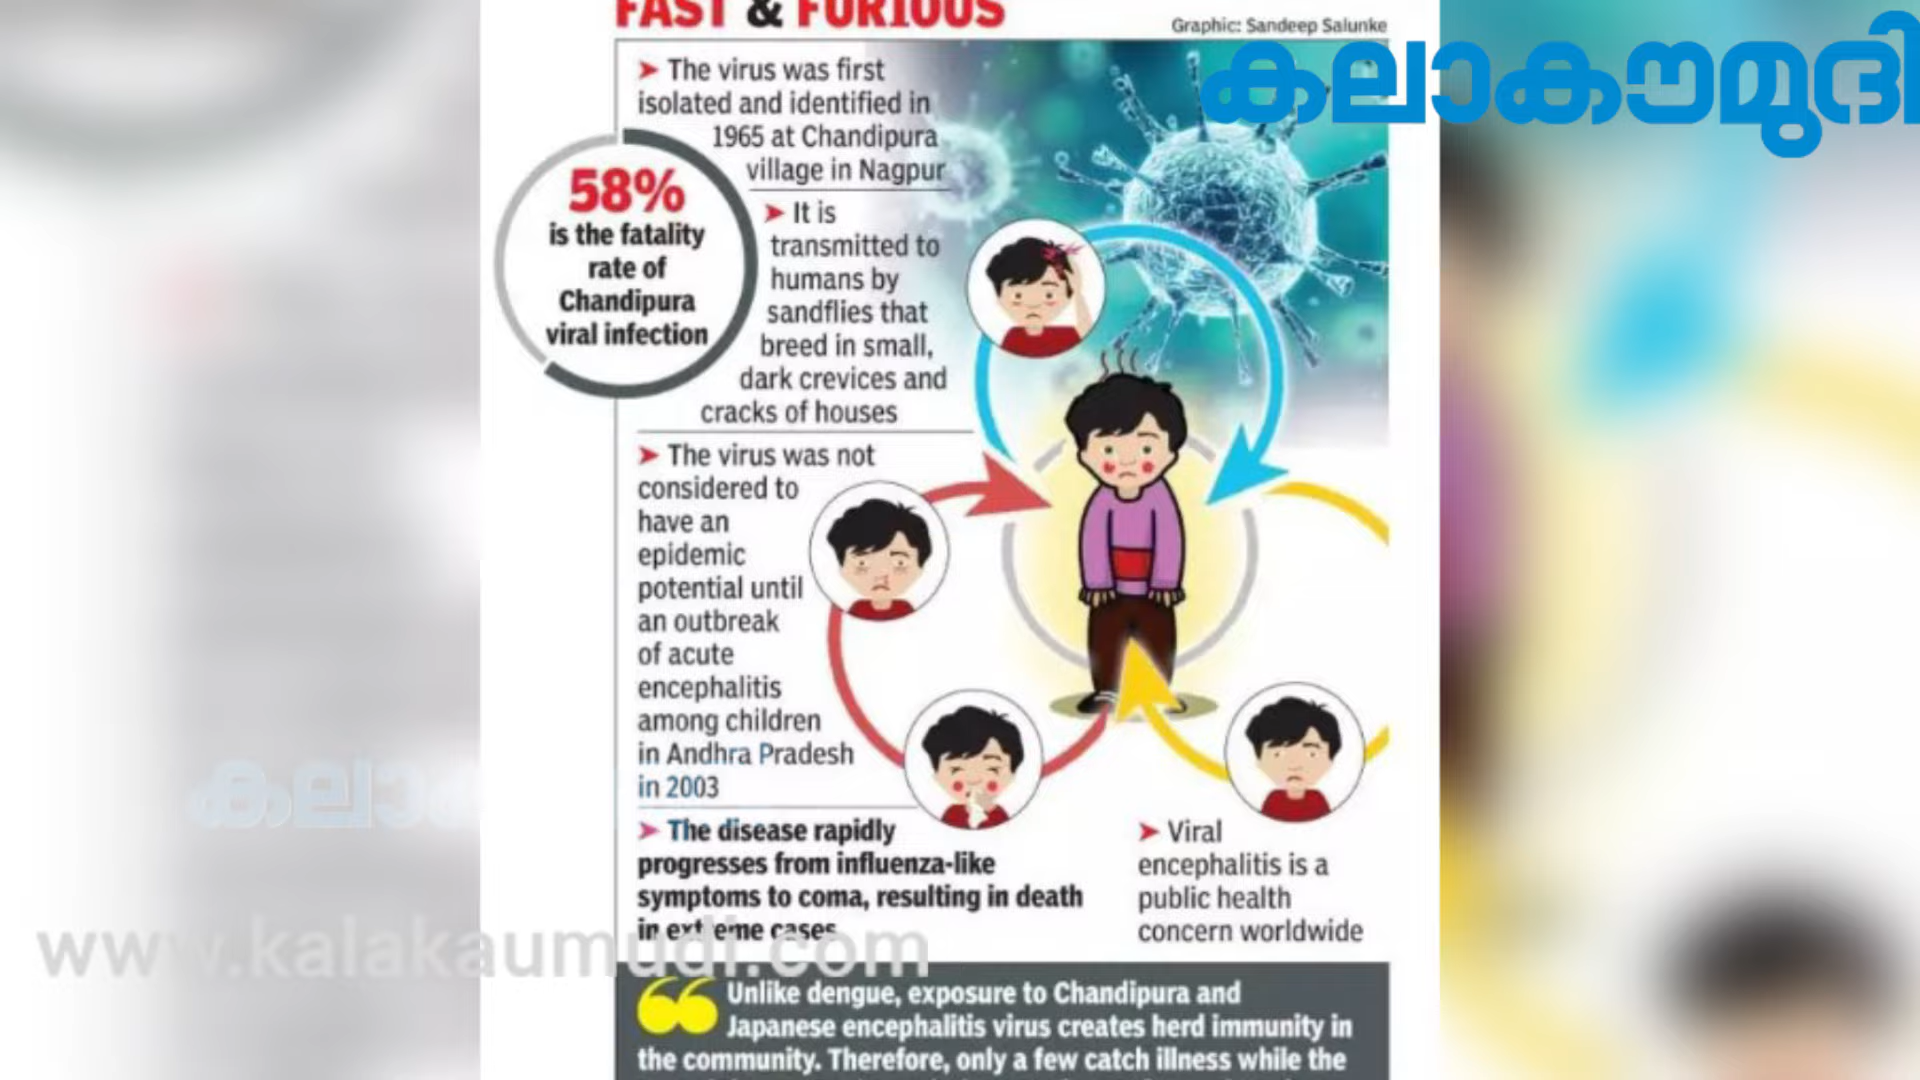 FAST & FURIOUS
Graphic: Sandeep Salunke
കലാകൗമുദി
➤ The virus was first
isolated and identified in
1965 at Chandipura
village in Nagpur
58%
is the fatality
rate of
Chandipura
viral infection
➤ It is
transmitted to
humans by
sandflies that
breed in small,
dark crevices and
cracks of houses
➤ The virus was not
considered to
have an
epidemic
potential until
an outbreak
of acute
encephalitis
among children
in Andhra Pradesh
in 2003
➤ The disease rapidly
progresses from influenza-like
symptoms to coma, resulting in death
in extreme cases
➤ Viral
encephalitis is a
public health
concern worldwide
www.kalakaumudi.com
Unlike dengue, exposure to Chandipura and
Japanese encephalitis virus creates herd immunity in
the community. Therefore, only a few catch illness while the